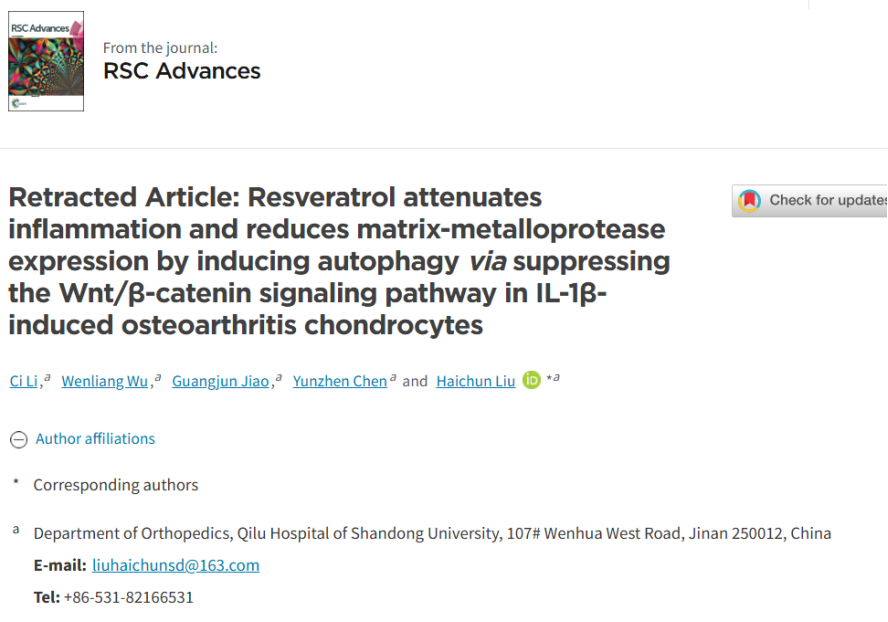 RSC Advances
From the journal:
RSC Advances
Retracted Article: Resveratrol attenuates
inflammation and reduces matrix-metalloprotease
expression by inducing autophagy via suppressing
the Wnt/β-catenin signaling pathway in IL-1β-
induced osteoarthritis chondrocytes
Check for updates
Ci Li,a Wenliang Wu,a Guangjun Jiao,a Yunzhen Chen a and Haichun Liu iD *a
Author affiliations
* Corresponding authors
a Department of Orthopedics, Qilu Hospital of Shandong University, 107# Wenhua West Road, Jinan 250012, China
E-mail: liuhaichunsd@163.com
Tel: +86-531-82166531